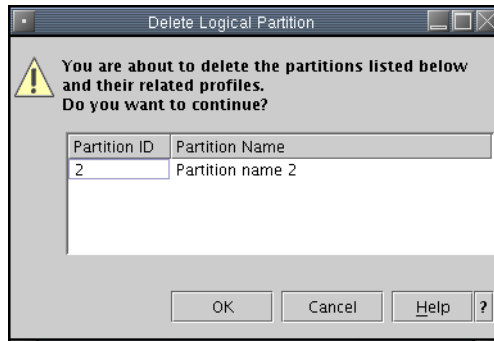 Delete Logical Partition
You are about to delete the partitions listed below
and their related profiles.
Do you want to continue?
Partition ID Partition Name
2 Partition name 2
OK Cancel Help ?